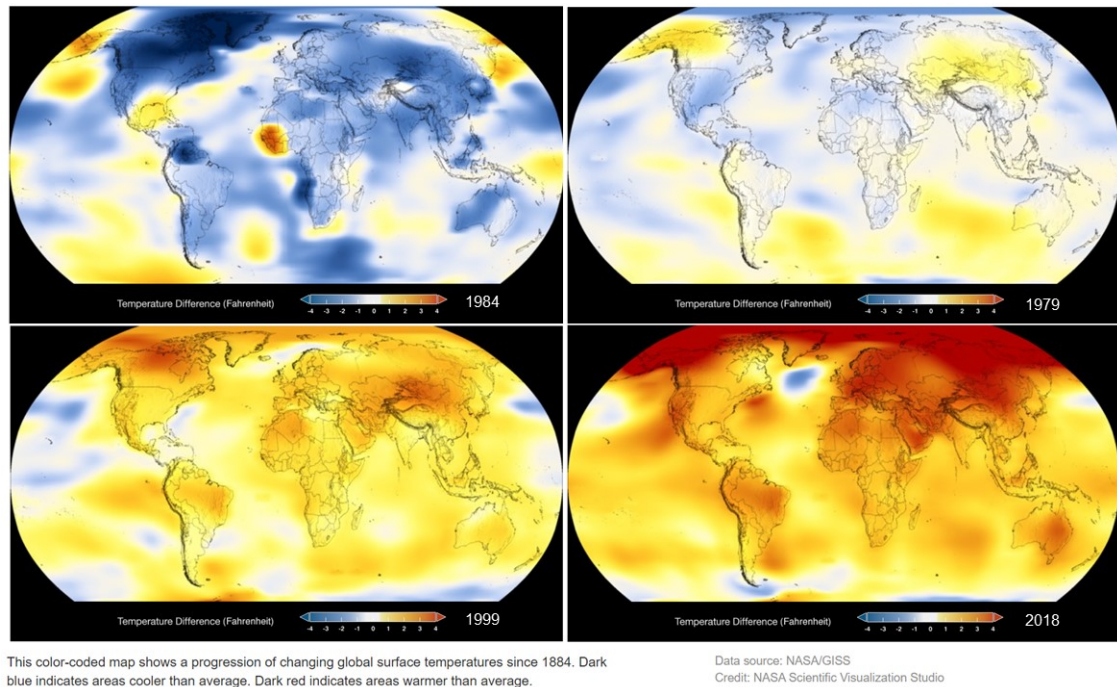 Temperature Difference (Fahrenheit) -4 -3 -2 -1 0 1 2 3 4 1984
Temperature Difference (Fahrenheit) -4 -3 -2 -1 0 1 2 3 4 1979
Temperature Difference (Fahrenheit) -4 -3 -2 -1 0 1 2 3 4 1999
Temperature Difference (Fahrenheit) -4 -3 -2 -1 0 1 2 3 4 2018
This color-coded map shows a progression of changing global surface temperatures since 1884. Dark
blue indicates areas cooler than average. Dark red indicates areas warmer than average.
Data source: NASA/GISS
Credit: NASA Scientific Visualization Studio